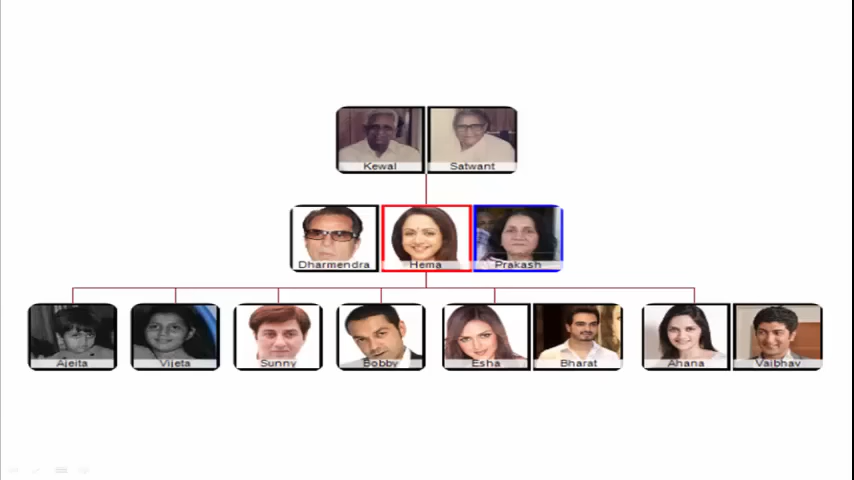 Kewal Satwant
Dharmendra Hema Prakash
Ajeita Vijeta Sunny Bobby Esha Bharat Ahana Vaibhav